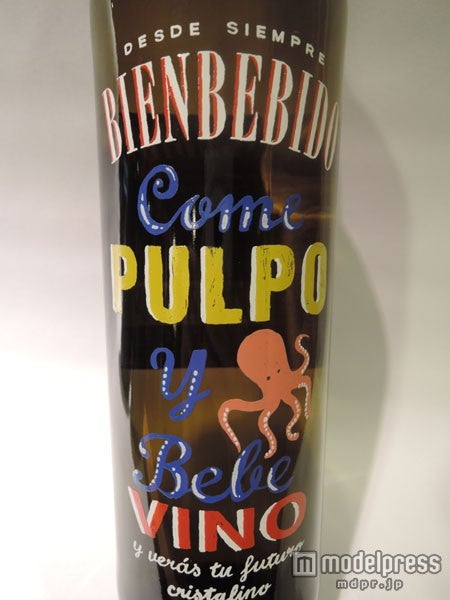 DESDE SIEMPRE
BIENBEBIDO
Come
PULPO
y
Bebe
VINO
y verás tu futuro
cristalino
modelpress
mdpr.jp